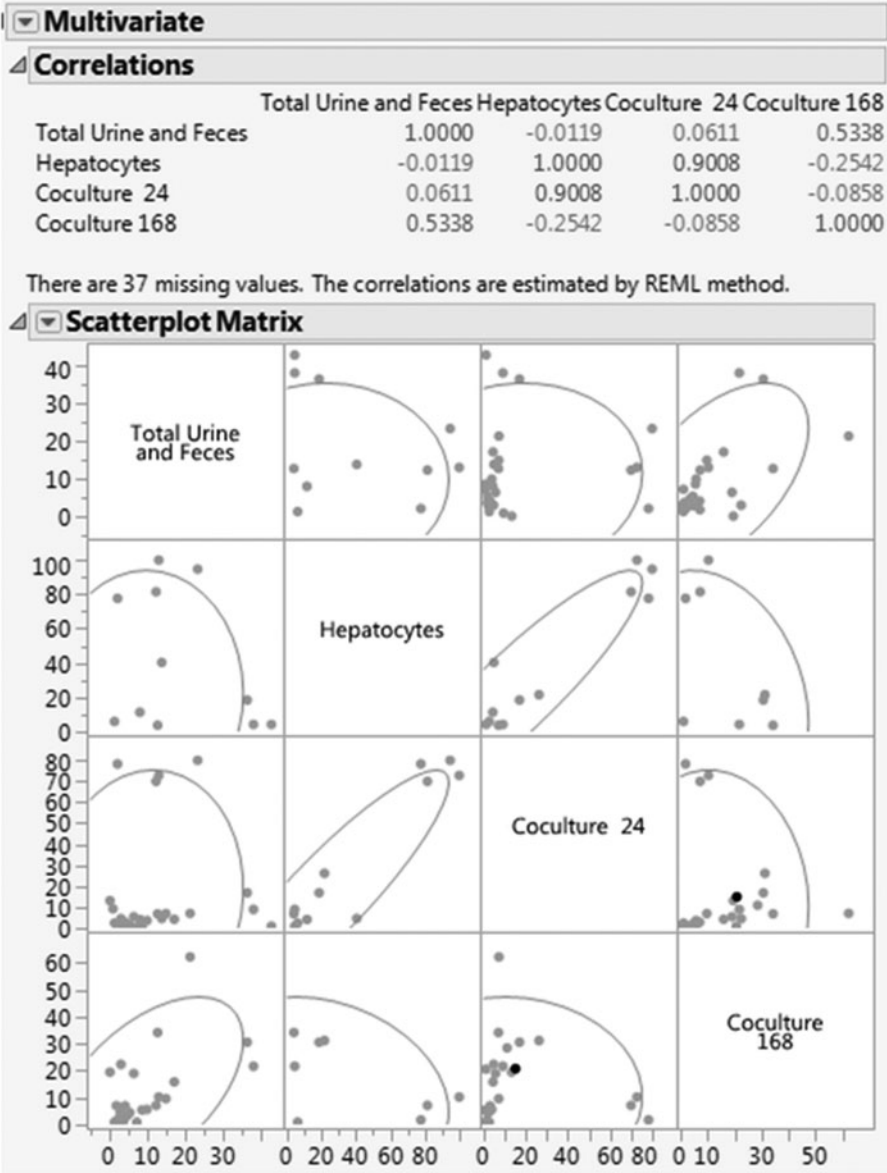 Multivariate
Correlations
Total Urine and Feces Hepatocytes Coculture 24 Coculture 168
Total Urine and Feces 1.0000 -0.0119 0.0611 0.5338
Hepatocytes -0.0119 1.0000 0.9008 -0.2542
Coculture 24 0.0611 0.9008 1.0000 -0.0858
Coculture 168 0.5338 -0.2542 -0.0858 1.0000
There are 37 missing values. The correlations are estimated by REML method.
Scatterplot Matrix
40
30
20
10
0
Total Urine
and Feces
100
80
60
40
20
0
Hepatocytes
80
70
60
50
40
30
20
10
0
Coculture 24
60
50
40
30
20
10
0
Coculture
168
0 10 20 30 0 20 40 60 80 0 20 40 60 80 0 10 30 50